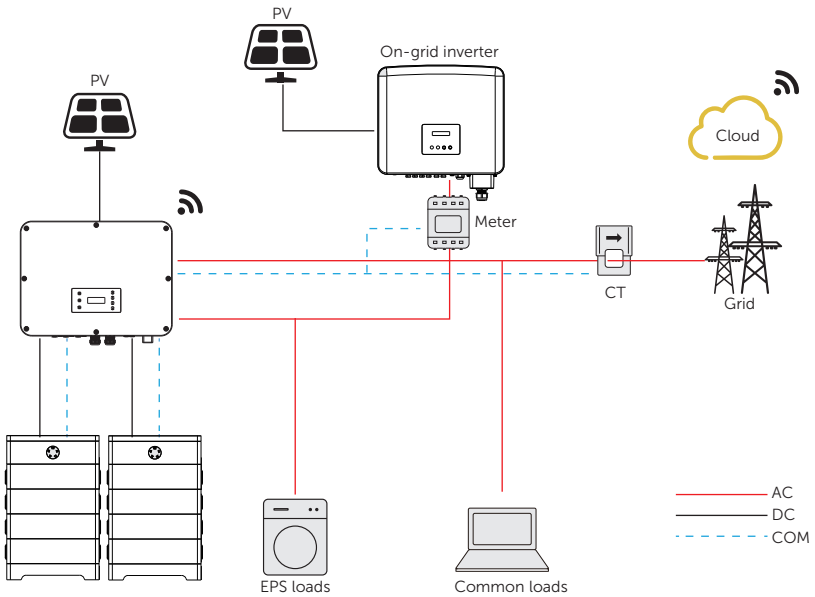 PV
On-grid inverter
PV
Cloud
Meter
CT
Grid
AC
DC
COM
EPS loads
Common loads